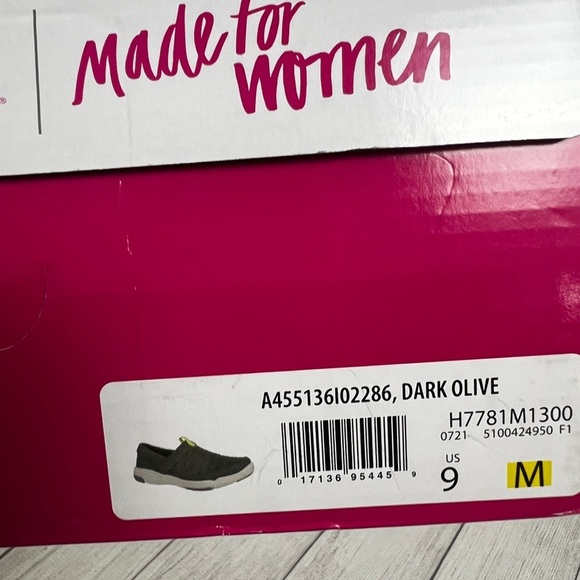 ®
Made for
women
A455136I02286, DARK OLIVE
H7781M1300
0721 5100424950 F1
0 17136 95445 9
US
9 M